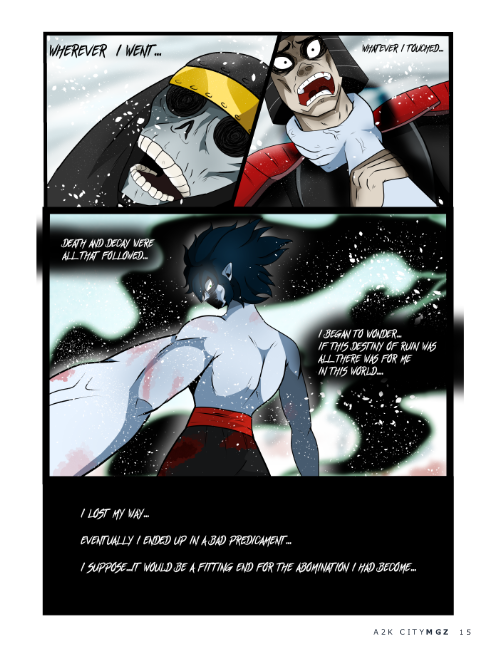 WHEREVER I WENT...
WHATEVER I TOUCHED...
DEATH AND DECAY WERE
ALL THAT FOLLOWED...
I BEGAN TO WONDER...
IF THIS DESTINY OF RUIN WAS
ALL THERE WAS FOR ME
IN THIS WORLD...
I LOST MY WAY...
EVENTUALLY I ENDED UP IN A BAD PREDICAMENT...
I SUPPOSE...IT WOULD BE A FITTING END FOR THE ABOMINATION I HAD BECOME...
A2K CITYMGZ 15